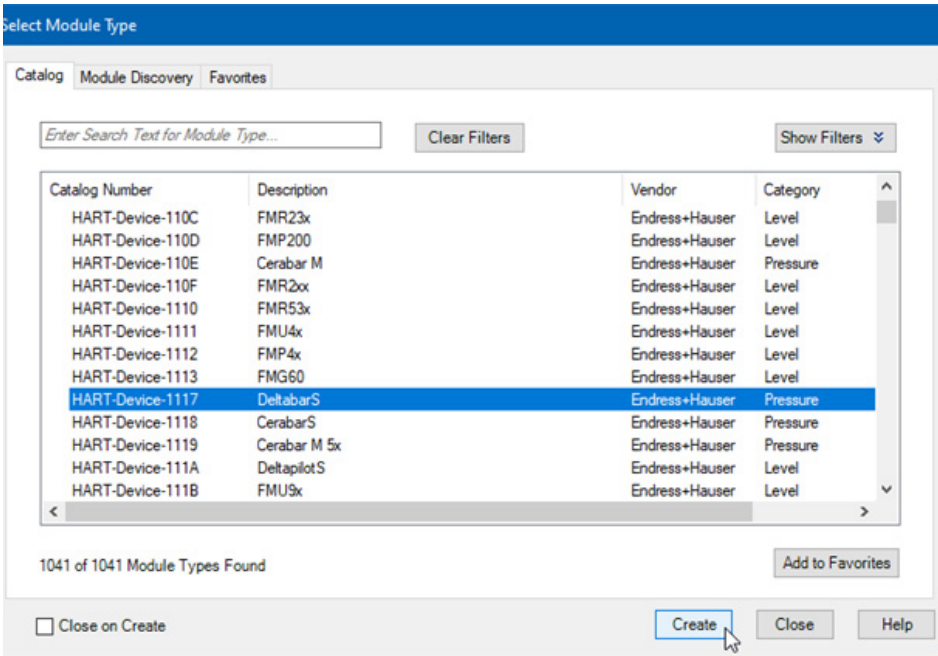 Select Module Type
Catalog Module Discovery Favorites
Enter Search Text for Module Type... Clear Filters Show Filters
Catalog Number Description Vendor Category
HART-Device-110C FMR23x Endress+Hauser Level
HART-Device-110D FMP200 Endress+Hauser Level
HART-Device-110E Cerabar M Endress+Hauser Pressure
HART-Device-110F FMR2xx Endress+Hauser Level
HART-Device-1110 FMR53x Endress+Hauser Level
HART-Device-1111 FMU4x Endress+Hauser Level
HART-Device-1112 FMP4x Endress+Hauser Level
HART-Device-1113 FMG60 Endress+Hauser Level
HART-Device-1117 DeltabarS Endress+Hauser Pressure
HART-Device-1118 CerabarS Endress+Hauser Pressure
HART-Device-1119 Cerabar M 5x Endress+Hauser Pressure
HART-Device-111A DeltapilotS Endress+Hauser Level
HART-Device-111B FMU9x Endress+Hauser Level
1041 of 1041 Module Types Found Add to Favorites
Close on Create Create Close Help